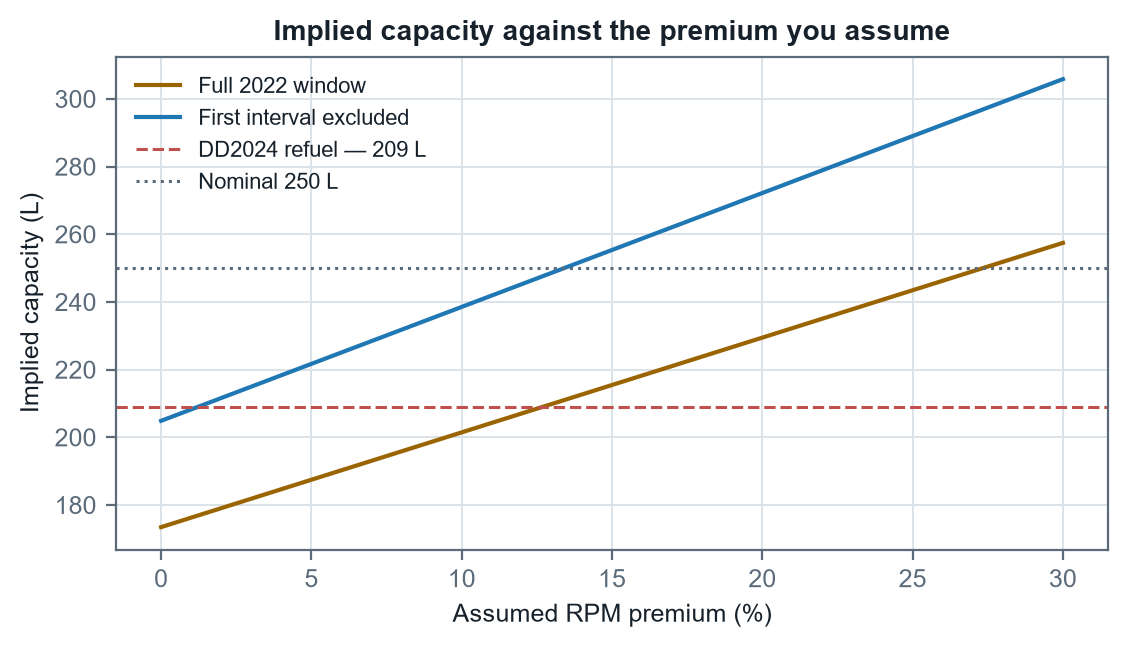 Implied capacity against the premium you assume
Full 2022 window
First interval excluded
DD2024 refuel — 209 L
Nominal 250 L
Implied capacity (L)
300
280
260
240
220
200
180
0 5 10 15 20 25 30
Assumed RPM premium (%)